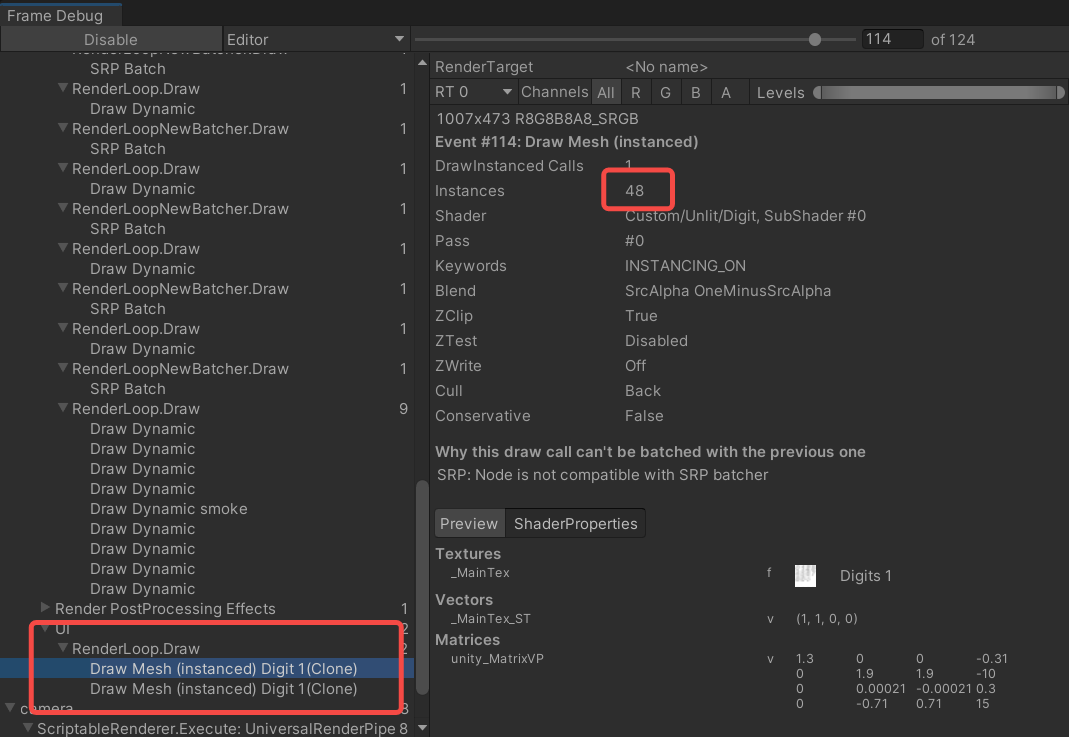 Frame Debug
Disable
Editor
114 of 124
RenderLoopNewBatcher.Draw 1
SRP Batch
RenderLoop.Draw 1
Draw Dynamic
RenderLoopNewBatcher.Draw 1
SRP Batch
RenderLoop.Draw 1
Draw Dynamic
RenderLoopNewBatcher.Draw 1
SRP Batch
RenderLoop.Draw 1
Draw Dynamic
RenderLoopNewBatcher.Draw 1
SRP Batch
RenderLoop.Draw 1
Draw Dynamic
RenderLoopNewBatcher.Draw 1
SRP Batch
RenderLoop.Draw 9
Draw Dynamic
Draw Dynamic
Draw Dynamic
Draw Dynamic
Draw Dynamic smoke
Draw Dynamic
Draw Dynamic
Draw Dynamic
Draw Dynamic
Render PostProcessing Effects 1
UI 2
RenderLoop.Draw 2
Draw Mesh (instanced) Digit 1(Clone)
Draw Mesh (instanced) Digit 1(Clone)
camera 8
ScriptableRenderer.Execute: UniversalRenderPipe 8
RenderTarget <No name>
RT 0 Channels All R G B A Levels
1007x473 R8G8B8A8_SRGB
Event #114: Draw Mesh (instanced)
DrawInstanced Calls 1
Instances 48
Shader Custom/Unlit/Digit, SubShader #0
Pass #0
Keywords INSTANCING_ON
Blend SrcAlpha OneMinusSrcAlpha
ZClip True
ZTest Disabled
ZWrite Off
Cull Back
Conservative False
Why this draw call can't be batched with the previous one
SRP: Node is not compatible with SRP batcher
Preview ShaderProperties
Textures
_MainTex f Digits 1
Vectors
_MainTex_ST v (1, 1, 0, 0)
Matrices
unity_MatrixVP v 1.3 0 0 -0.31
0 1.9 1.9 -10
0 0.00021 -0.00021 0.3
0 -0.71 0.71 15